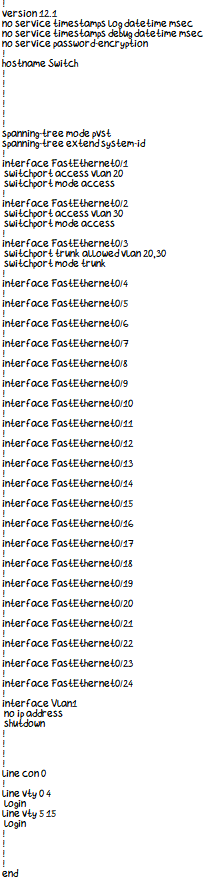 !
version 12.1
no service timestamps log datetime msec
no service timestamps debug datetime msec
no service password-encryption
!
hostname Switch
!
!
!
!
!
!
spanning-tree mode pvst
spanning-tree extend system-id
!
interface FastEthernet0/1
switchport access vlan 20
switchport mode access
!
interface FastEthernet0/2
switchport access vlan 30
switchport mode access
!
interface FastEthernet0/3
switchport trunk allowed vlan 20,30
switchport mode trunk
!
interface FastEthernet0/4
!
interface FastEthernet0/5
!
interface FastEthernet0/6
!
interface FastEthernet0/7
!
interface FastEthernet0/8
!
interface FastEthernet0/9
!
interface FastEthernet0/10
!
interface FastEthernet0/11
!
interface FastEthernet0/12
!
interface FastEthernet0/13
!
interface FastEthernet0/14
!
interface FastEthernet0/15
!
interface FastEthernet0/16
!
interface FastEthernet0/17
!
interface FastEthernet0/18
!
interface FastEthernet0/19
!
interface FastEthernet0/20
!
interface FastEthernet0/21
!
interface FastEthernet0/22
!
interface FastEthernet0/23
!
interface FastEthernet0/24
!
interface Vlan1
no ip address
shutdown
!
!
!
!
line con 0
!
line vty 0 4
login
line vty 5 15
login
!
!
!
!
end